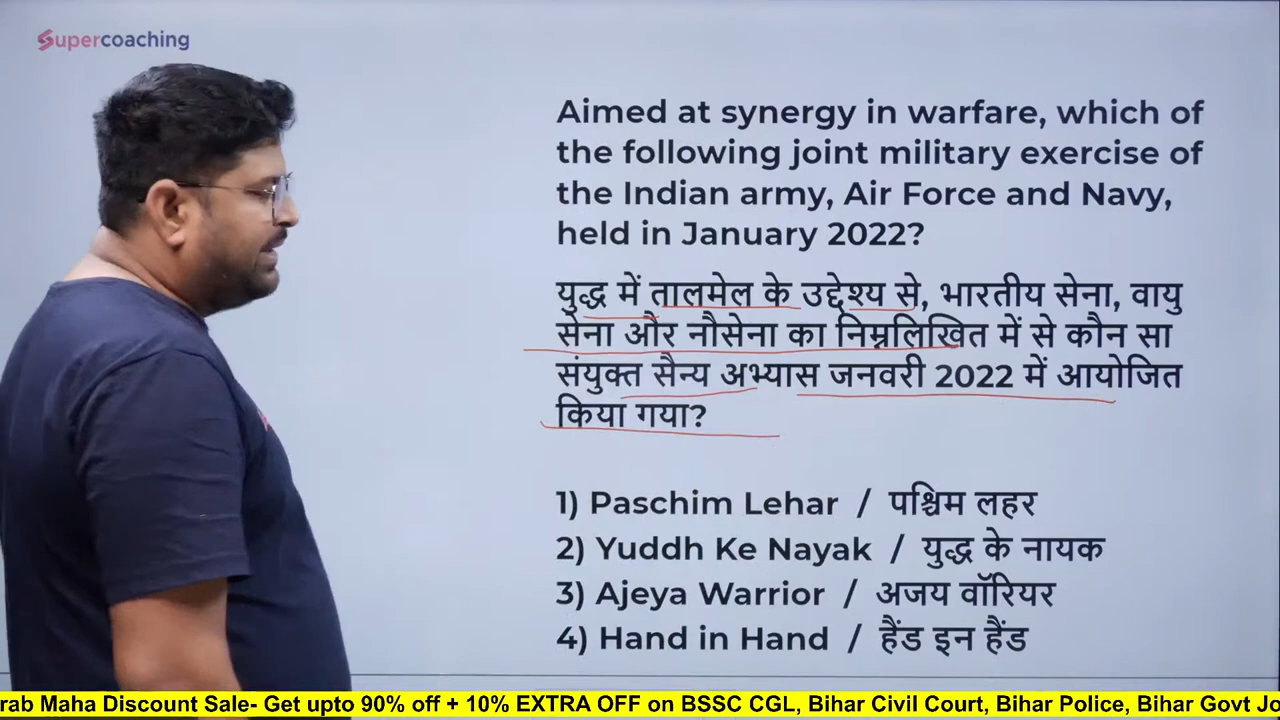 Supercoaching
Aimed at synergy in warfare, which of
the following joint military exercise of
the Indian army, Air Force and Navy,
held in January 2022?
युद्ध में तालमेल के उद्देश्य से, भारतीय सेना, वायु
सेना और नौसेना का निम्नलिखित में से कौन सा
संयुक्त सैन्य अभ्यास जनवरी 2022 में आयोजित
किया गया?
1) Paschim Lehar / पश्चिम लहर
2) Yuddh Ke Nayak / युद्ध के नायक
3) Ajeya Warrior / अजय वॉरियर
4) Hand in Hand / हैंड इन हैंड
rab Maha Discount Sale- Get upto 90% off + 10% EXTRA OFF on BSSC CGL, Bihar Civil Court, Bihar Police, Bihar Govt Jo